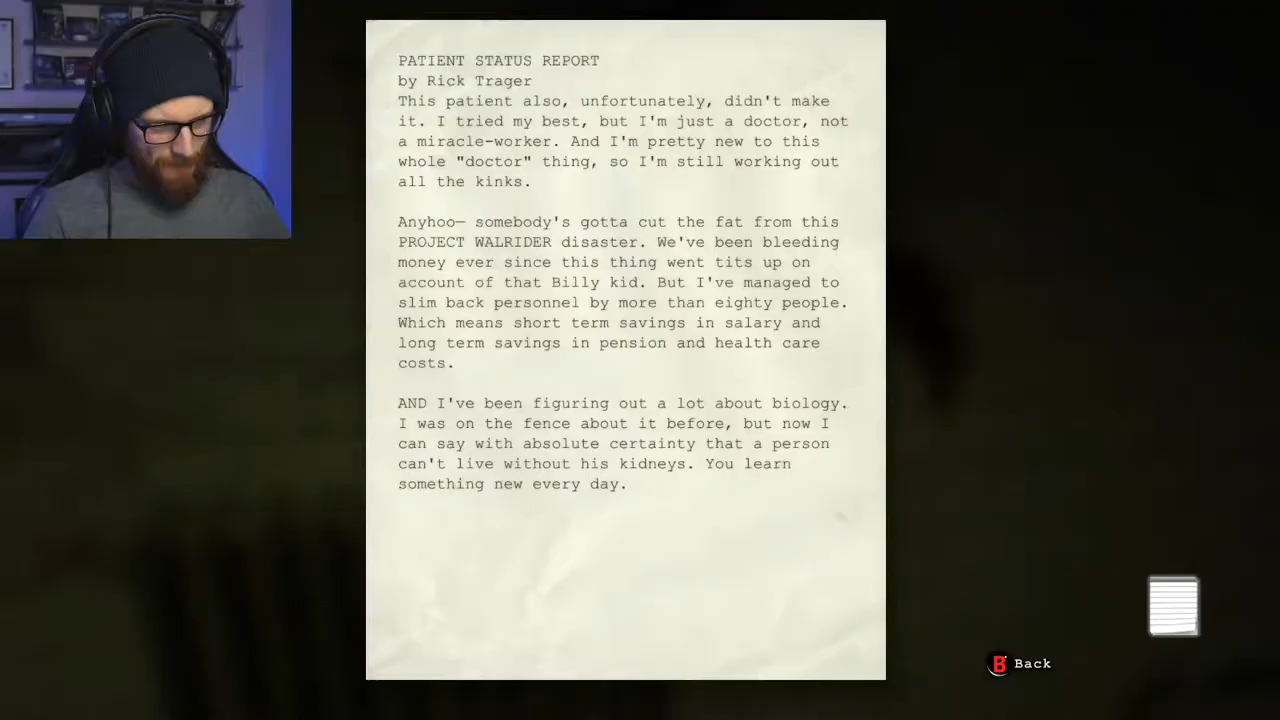 PATIENT STATUS REPORT
by Rick Trager
This patient also, unfortunately, didn't make
it. I tried my best, but I'm just a doctor, not
a miracle-worker. And I'm pretty new to this
whole "doctor" thing, so I'm still working out
all the kinks.
Anyhoo— somebody's gotta cut the fat from this
PROJECT WALRIDER disaster. We've been bleeding
money ever since this thing went tits up on
account of that Billy kid. But I've managed to
slim back personnel by more than eighty people.
Which means short term savings in salary and
long term savings in pension and health care
costs.
AND I've been figuring out a lot about biology.
I was on the fence about it before, but now I
can say with absolute certainty that a person
can't live without his kidneys. You learn
something new every day.
B Back